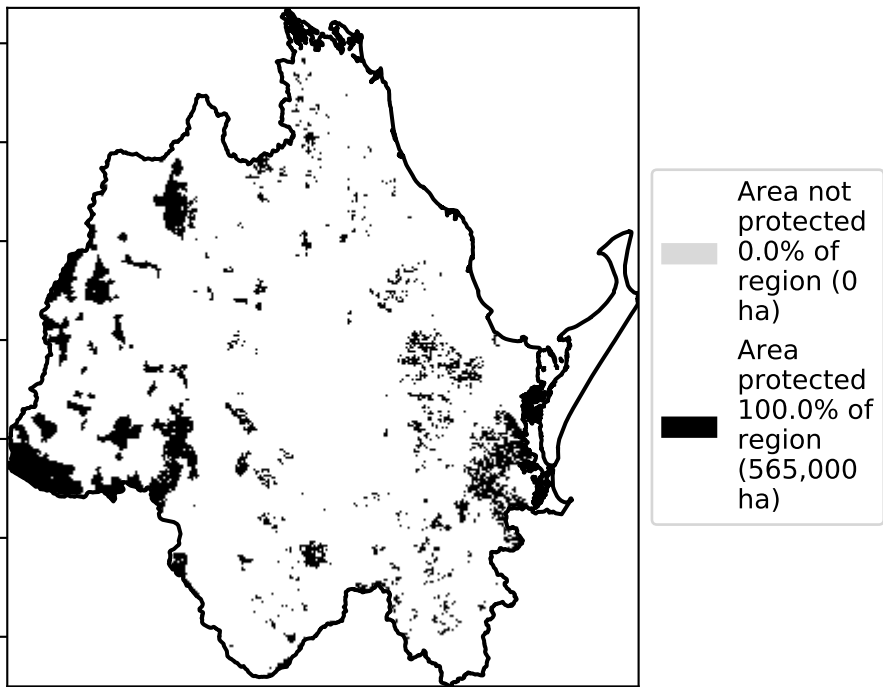 Area not
protected
0.0% of
region (0
ha)
Area
protected
100.0% of
region
(565,000
ha)